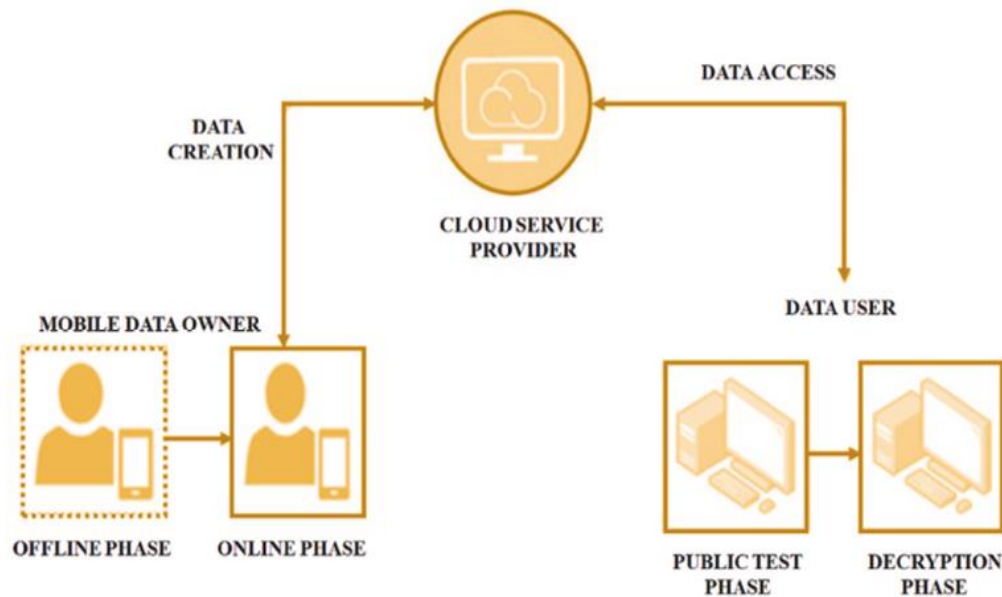 DATA ACCESS
DATA
CREATION
CLOUD SERVICE
PROVIDER
MOBILE DATA OWNER
DATA USER
OFFLINE PHASE
ONLINE PHASE
PUBLIC TEST
PHASE
DECRYPTION
PHASE